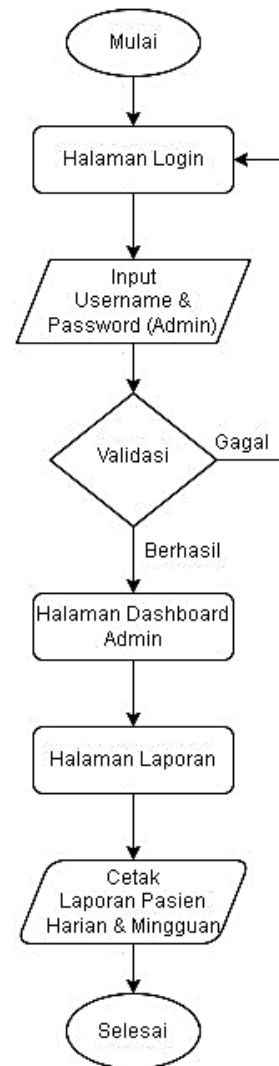 Mulai
Halaman Login
Input
Username &
Password (Admin)
Validasi
Gagal
Berhasil
Halaman Dashboard
Admin
Halaman Laporan
Cetak
Laporan Pasien
Harian & Mingguan
Selesai